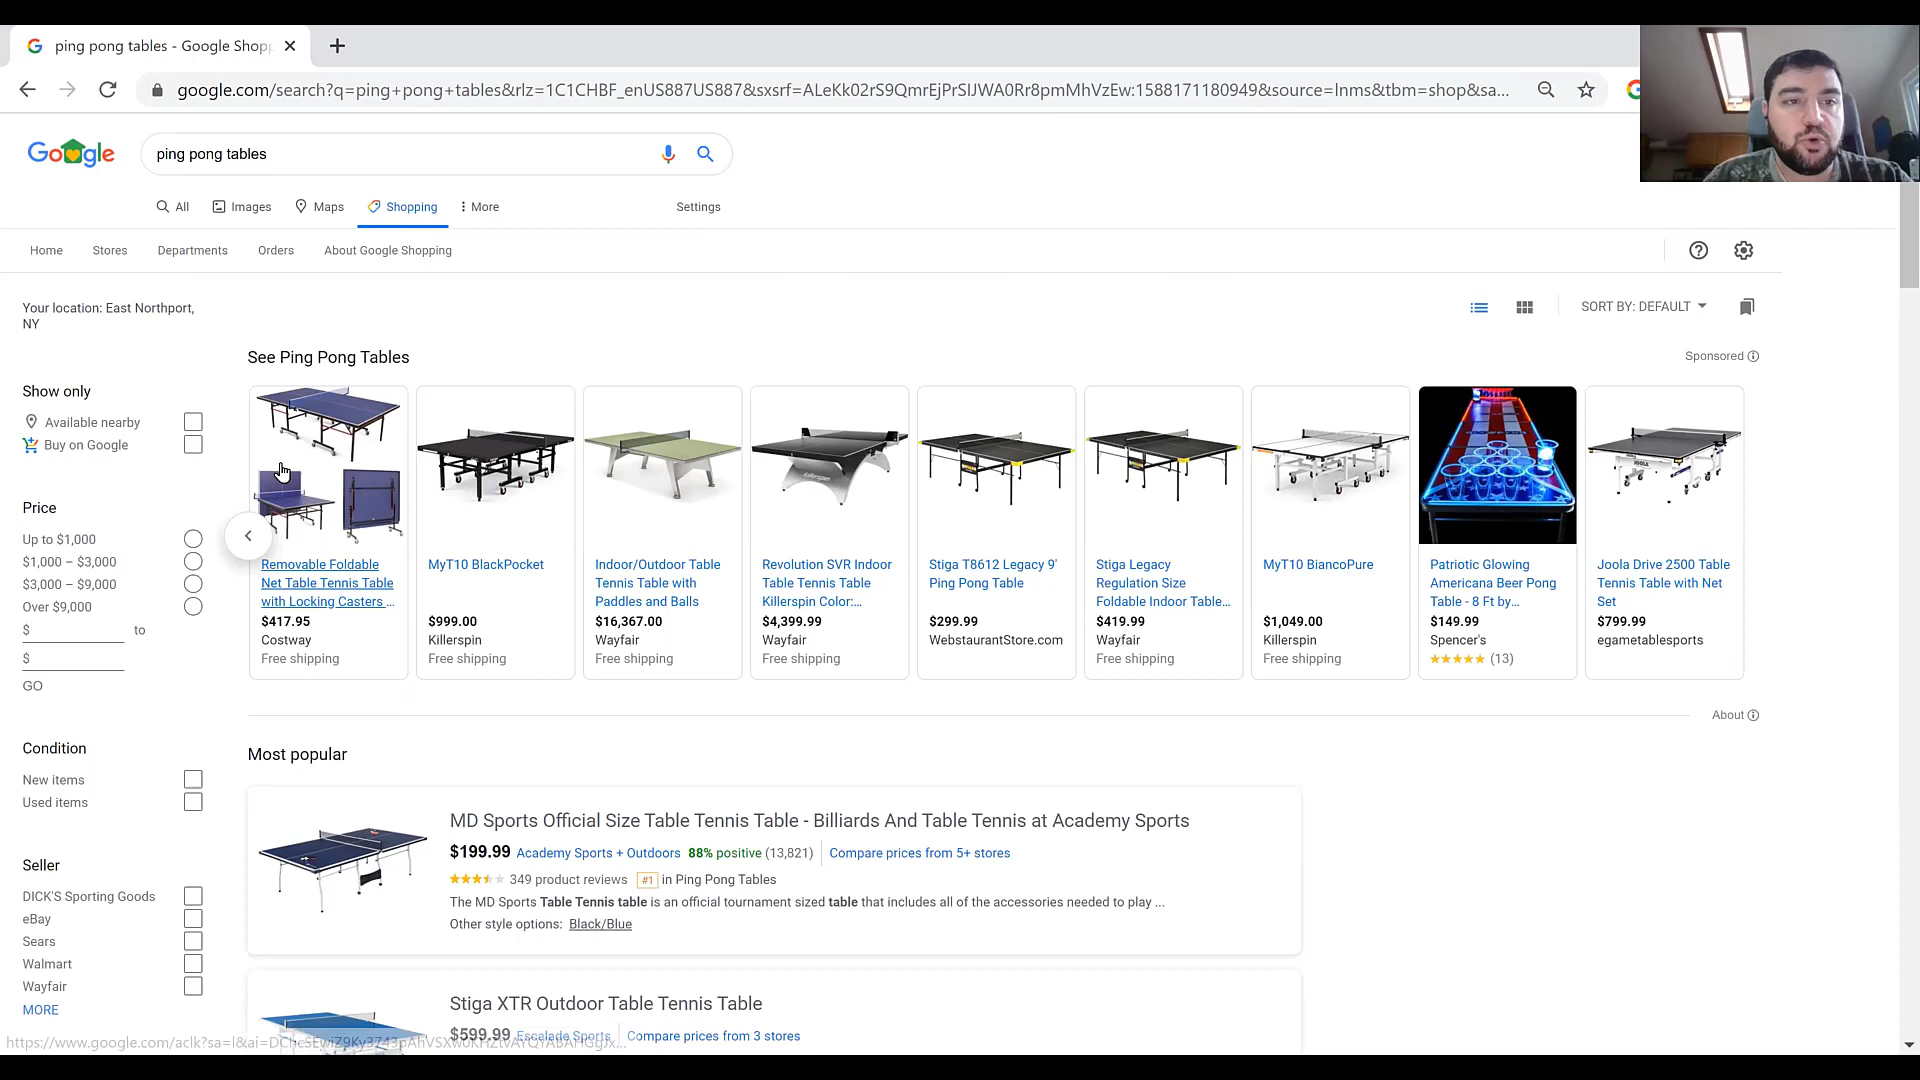 ping pong tables - Google Shopp
google.com/search?q=ping+pong+tables&rlz=1C1CHBF_enUS887US887&sxsrf=ALeKk02rS9QmrEjPrSIJWA0Rr8pmMhVzEw:1588171180949&source=lnms&tbm=shop&sa...
Google
ping pong tables
All Images Maps Shopping More Settings
Home Stores Departments Orders About Google Shopping
Your location: East Northport,
NY
SORT BY: DEFAULT
See Ping Pong Tables
Sponsored
Show only
Available nearby
Buy on Google
Price
Up to $1,000
$1,000 – $3,000
$3,000 – $9,000
Over $9,000
$ to
$
GO
Condition
New items
Used items
Seller
DICK'S Sporting Goods
eBay
Sears
Walmart
Wayfair
MORE
Removable Foldable
Net Table Tennis Table
with Locking Casters ...
$417.95
Costway
Free shipping
MyT10 BlackPocket
$999.00
Killerspin
Free shipping
Indoor/Outdoor Table
Tennis Table with
Paddles and Balls
$16,367.00
Wayfair
Free shipping
Revolution SVR Indoor
Table Tennis Table
Killerspin Color:...
$4,399.99
Wayfair
Free shipping
Stiga T8612 Legacy 9'
Ping Pong Table
$299.99
WebstaurantStore.com
Stiga Legacy
Regulation Size
Foldable Indoor Table...
$419.99
Wayfair
Free shipping
MyT10 BiancoPure
$1,049.00
Killerspin
Free shipping
Patriotic Glowing
Americana Beer Pong
Table - 8 Ft by...
$149.99
Spencer's
(13)
Joola Drive 2500 Table
Tennis Table with Net
Set
$799.99
egametablesports
About
Most popular
MD Sports Official Size Table Tennis Table - Billiards And Table Tennis at Academy Sports
$199.99 Academy Sports + Outdoors 88% positive (13,821) Compare prices from 5+ stores
349 product reviews #1 in Ping Pong Tables
The MD Sports Table Tennis table is an official tournament sized table that includes all of the accessories needed to play ...
Other style options: Black/Blue
Stiga XTR Outdoor Table Tennis Table
$599.99 Escalade Sports Compare prices from 3 stores